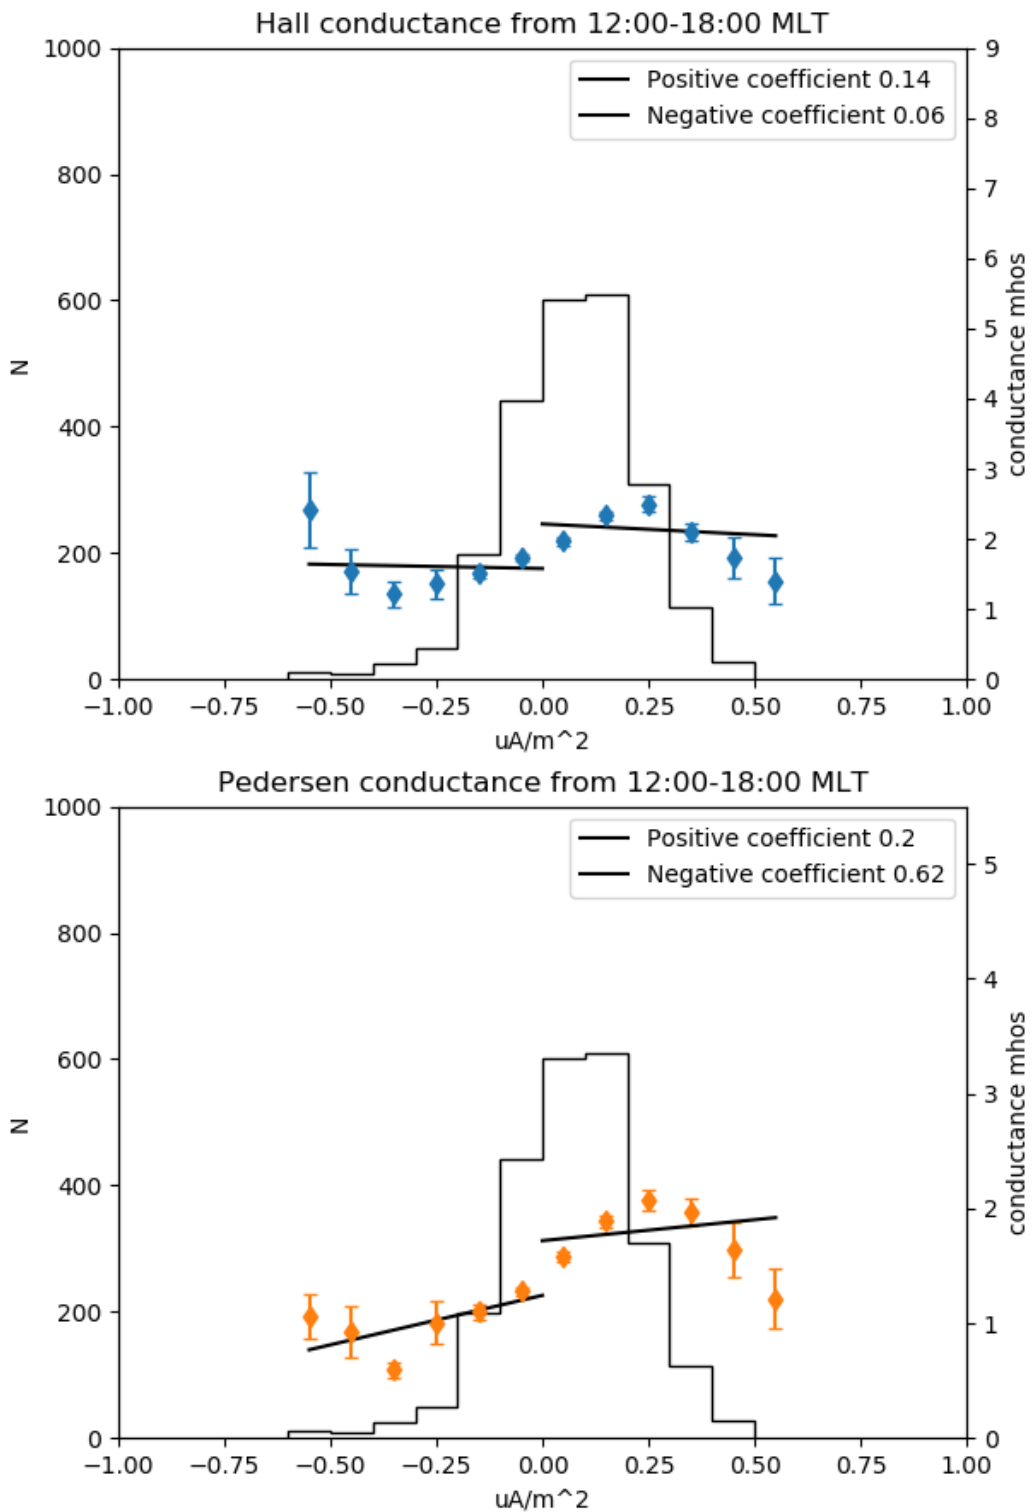 Hall conductance from 12:00-18:00 MLT
1000
800
600
400
200
0
N
9
8
7
6
5
4
3
2
1
0
conductance mhos
Positive coefficient 0.14
Negative coefficient 0.06
−1.00 −0.75 −0.50 −0.25 0.00 0.25 0.50 0.75 1.00
uA/m^2
Pedersen conductance from 12:00-18:00 MLT
1000
800
600
400
200
0
N
5
4
3
2
1
0
conductance mhos
Positive coefficient 0.2
Negative coefficient 0.62
−1.00 −0.75 −0.50 −0.25 0.00 0.25 0.50 0.75 1.00
uA/m^2